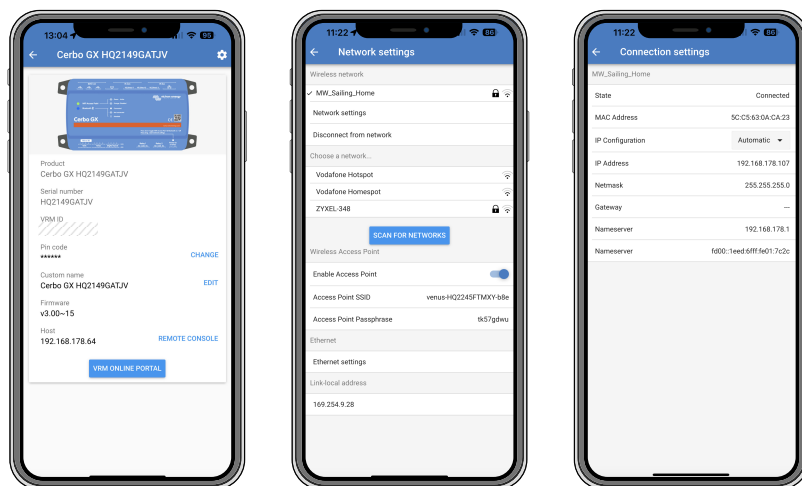 13:04
95
Cerbo GX HQ2149GATJV
Cerbo GX
Product
Cerbo GX HQ2149GATJV
Serial number
HQ2149GATJV
VRM ID
Pin code
******
CHANGE
Custom name
Cerbo GX HQ2149GATJV
EDIT
Firmware
v3.00~15
Host
192.168.178.64
REMOTE CONSOLE
VRM ONLINE PORTAL
11:22
86
Network settings
Wireless network
MW_Sailing_Home
Network settings
Disconnect from network
Choose a network...
Vodafone Hotspot
Vodafone Homespot
ZYXEL-348
SCAN FOR NETWORKS
Wireless Access Point
Enable Access Point
Access Point SSID venus-HQ2245FTMXY-b8e
Access Point Passphrase tk57gdwu
Ethernet
Ethernet settings
Link-local address
169.254.9.28
11:22
86
Connection settings
MW_Sailing_Home
State Connected
MAC Address 5C:C5:63:0A:CA:23
IP Configuration Automatic
IP Address 192.168.178.107
Netmask 255.255.255.0
Gateway —
Nameserver 192.168.178.1
Nameserver fd00::1eed:6fff:fe01:7c2c